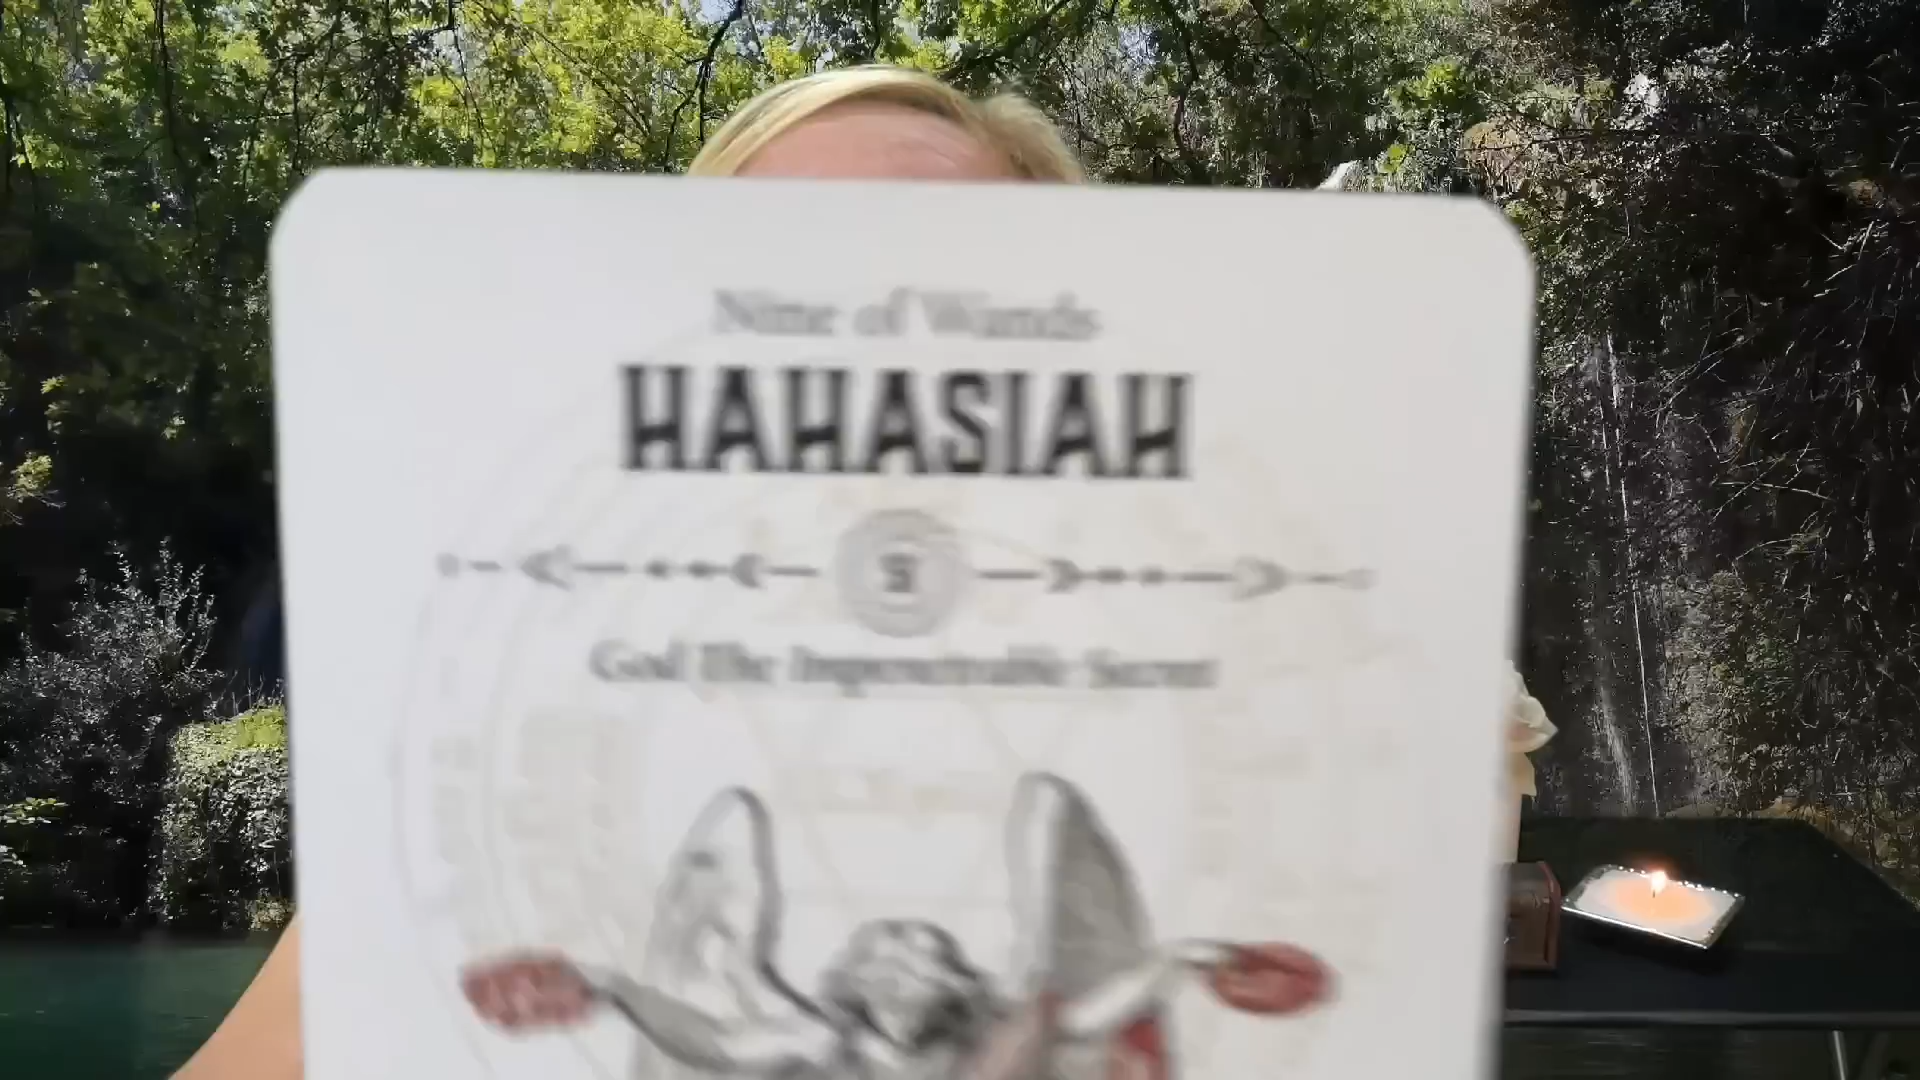 Nine of Wands
HAHASIAH
God The Impenetrable Secret